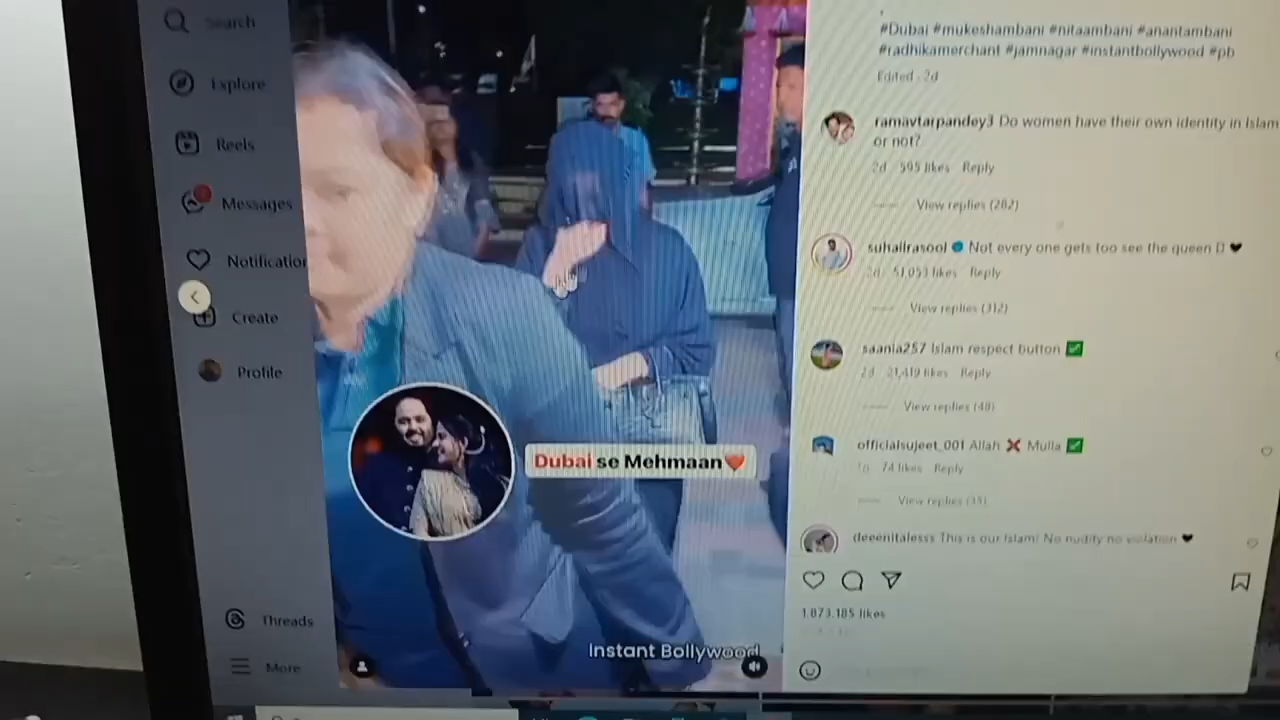 Search
Explore
Reels
Messages
Notification
Create
Profile
Threads
More
Dubai se Mehmaan
Instant Bollywood
#Dubai #mukeshambani #nitaambani #anantambani
#radhikamerchant #jamnagar #instantbollywood #pb
Edited · 2d
ramavtarpandey3 Do women have their own identity in Islam
or not?
2d 595 likes Reply
View replies (282)
suhailrasool Not every one gets too see the queen D 🖤
2d 51,053 likes Reply
View replies (312)
saania257 Islam respect button ✅
2d 21,419 likes Reply
View replies (48)
officialsujeet_001 Allah ❌ Mulla ✅
74 likes Reply
View replies (35)
deeenitalesss This is our Islam! No nudity no violation 🖤
1,873,185 likes